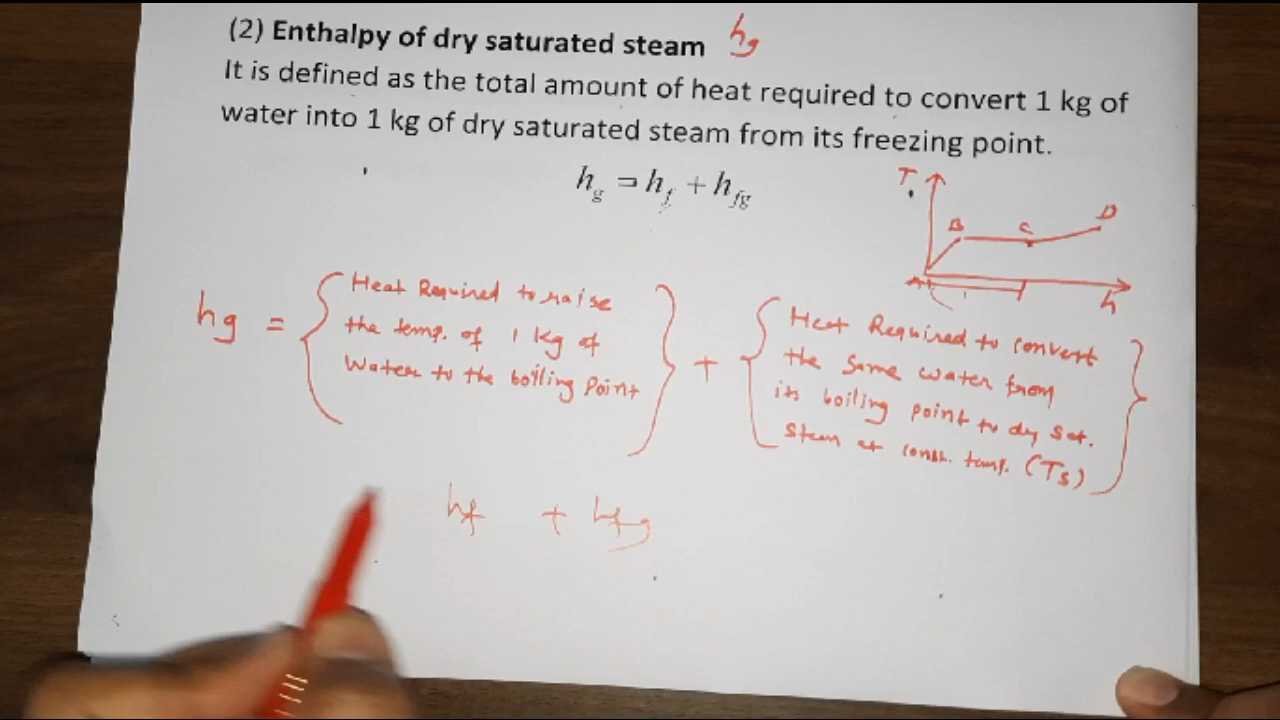 (2) Enthalpy of dry saturated steam hg
It is defined as the total amount of heat required to convert 1 kg of
water into 1 kg of dry saturated steam from its freezing point.
hg = hf + hfg
T
B C D
A
h
hg = { Heat Required to raise
the temp. of 1 kg of
Water to the boiling Point } + { Heat Required to convert
the same water from
its boiling point to dry sat.
steam at const. temp. (Ts) }
hf + hfg